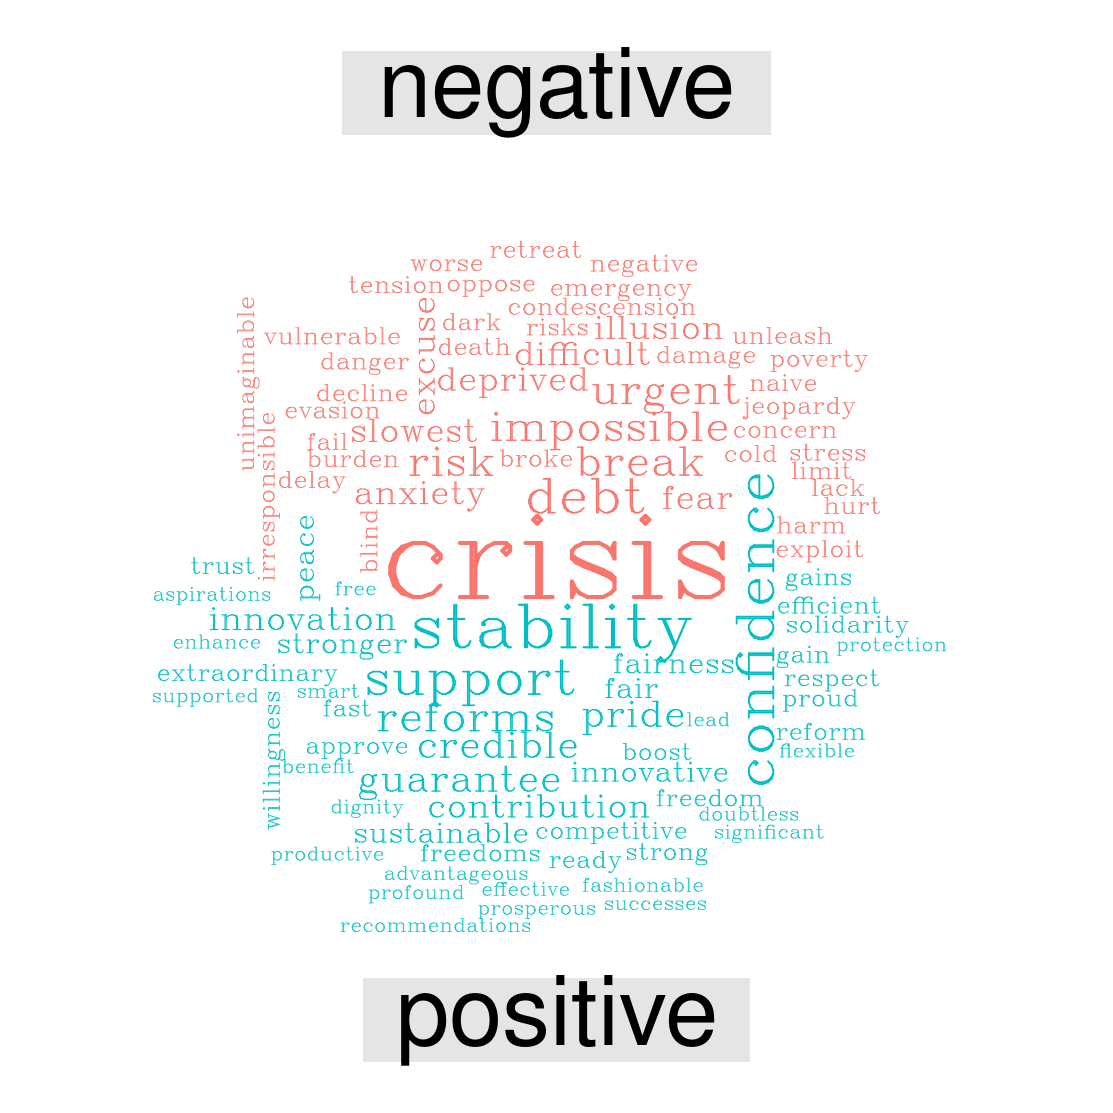 negative
retreat
worse
negative
tension
oppose
emergency
unimaginable
excuse
condescension
dark
risks
illusion
vulnerable
unleash
death
difficult
damage
poverty
danger
deprived
urgent
naive
decline
evasion
jeopardy
irresponsible
fail
slowest
impossible
concern
burden
risk
broke
break
cold
stress
limit
delay
anxiety
debt
fear
lack
hurt
blind
harm
crisis
confidence
exploit
peace
trust
gains
aspirations
free
efficient
innovation
stability
solidarity
enhance
stronger
protection
fairness
gain
extraordinary
support
respect
supported
smart
fair
proud
willingness
fast
reforms
pride
lead
reform
approve
credible
boost
flexible
benefit
guarantee
innovative
dignity
contribution
freedom
doubtless
sustainable
competitive
significant
productive
freedoms
ready
strong
advantageous
profound
effective
fashionable
prosperous
successes
recommendations
positive